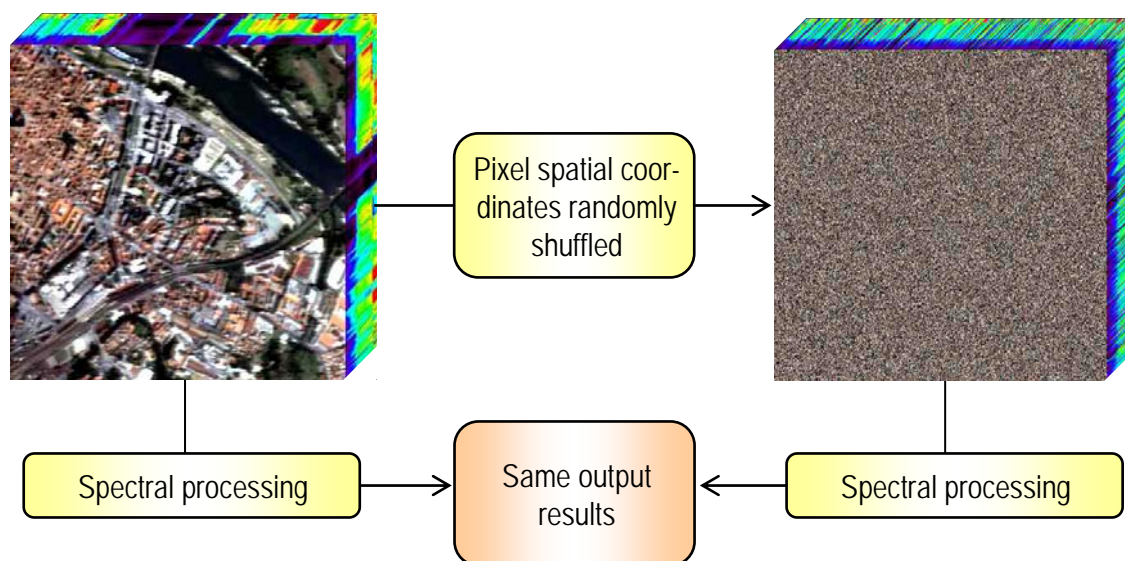 Pixel spatial coor-
dinates randomly
shuffled
Spectral processing
Same output
results
Spectral processing